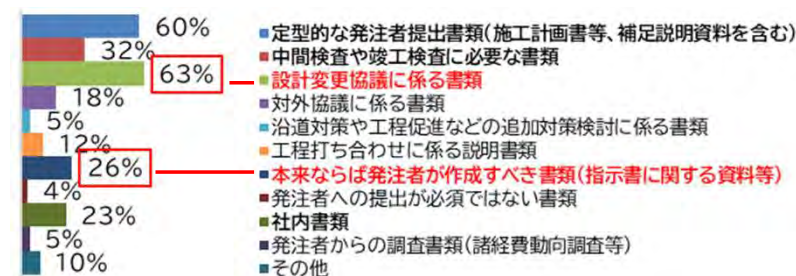 60% ■定型的な発注者提出書類(施工計画書等、補足説明資料を含む)
32% ■中間検査や竣工検査に必要な書類
63% ■設計変更協議に係る書類
18% ■対外協議に係る書類
5% ■沿道対策や工程促進などの追加対策検討に係る書類
12% ■工程打ち合わせに係る説明書類
26% ■本来ならば発注者が作成すべき書類(指示書に関する資料等)
4% ■発注者への提出が必須ではない書類
23% ■社内書類
5% ■発注者からの調査書類(諸経費動向調査等)
10% ■その他